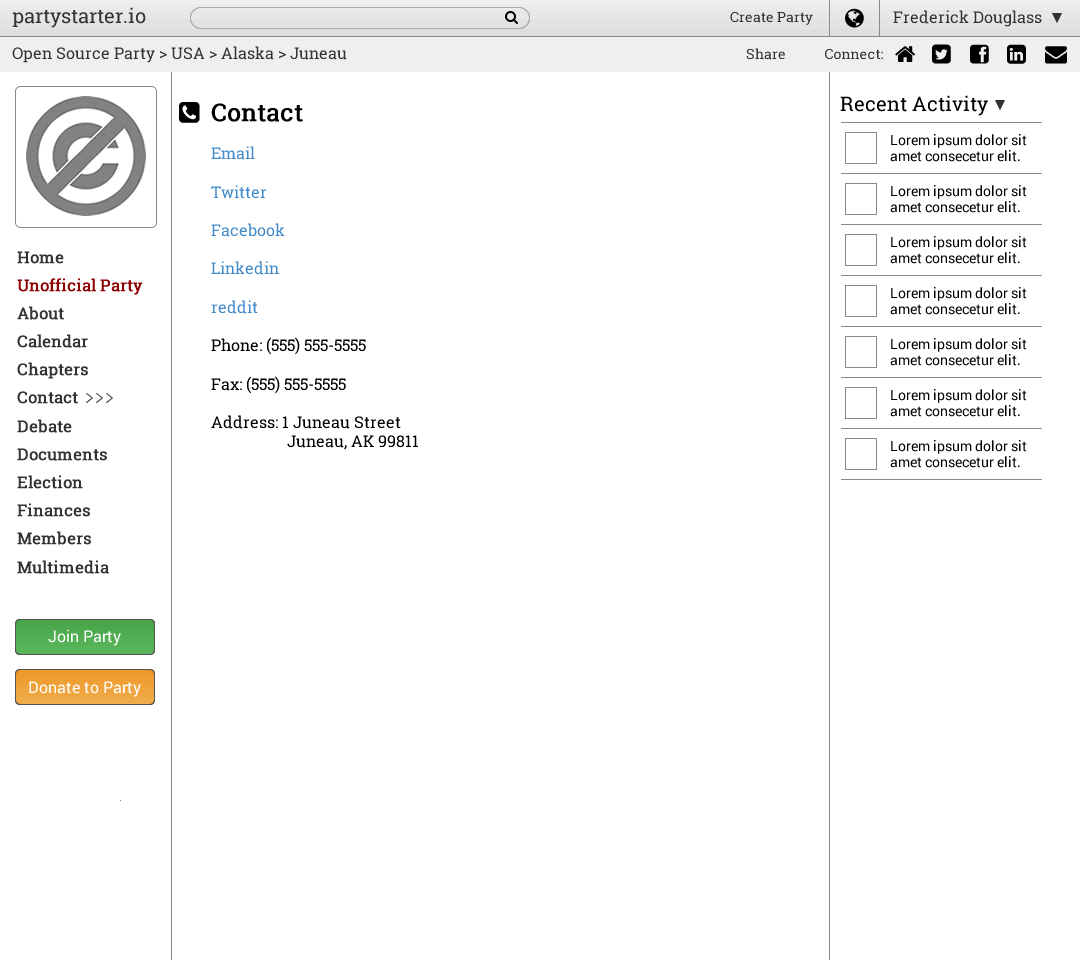 partystarter.io
Create Party
Frederick Douglass ▼
Open Source Party > USA > Alaska > Juneau
Share
Connect:
Home
Unofficial Party
About
Calendar
Chapters
Contact >>>
Debate
Documents
Election
Finances
Members
Multimedia
Join Party
Donate to Party
Contact
Email
Twitter
Facebook
Linkedin
reddit
Phone: (555) 555-5555
Fax: (555) 555-5555
Address: 1 Juneau Street
Juneau, AK 99811
Recent Activity ▼
Lorem ipsum dolor sit
amet consecetur elit.
Lorem ipsum dolor sit
amet consecetur elit.
Lorem ipsum dolor sit
amet consecetur elit.
Lorem ipsum dolor sit
amet consecetur elit.
Lorem ipsum dolor sit
amet consecetur elit.
Lorem ipsum dolor sit
amet consecetur elit.
Lorem ipsum dolor sit
amet consecetur elit.